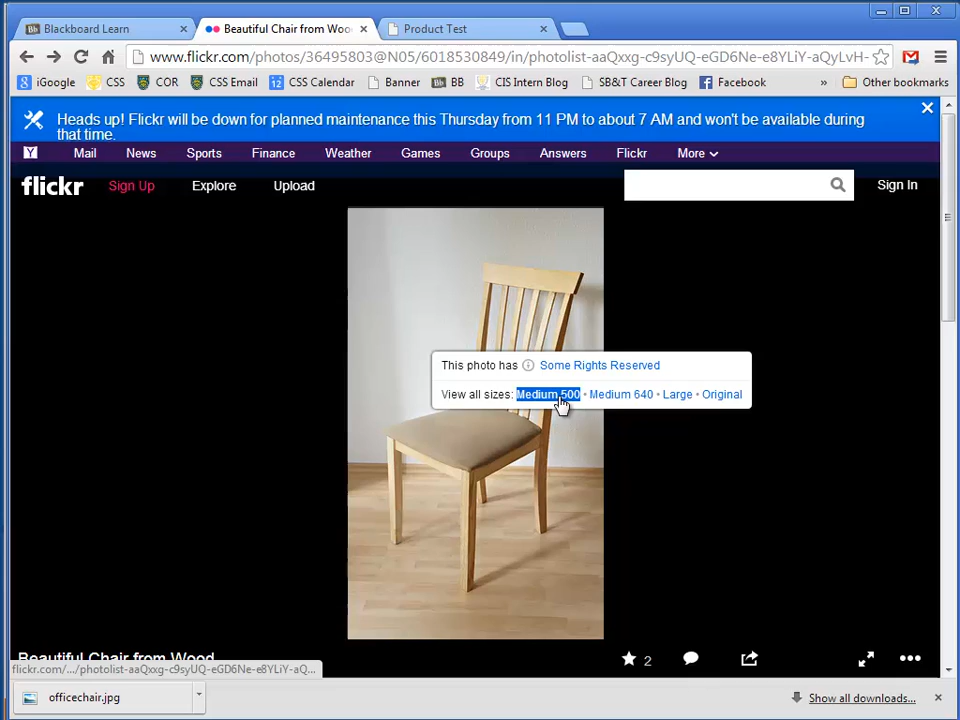 Blackboard Learn
Beautiful Chair from Woo
Product Test
www.flickr.com/photos/36495803@N05/6018530849/in/photolist-aaQxxg-c9syUQ-eGD6Ne-e8YLiY-aQyLvH-
iGoogle CSS COR CSS Email 12 CSS Calendar Banner Bb BB CIS Intern Blog SB&T Career Blog Facebook » Other bookmarks
Heads up! Flickr will be down for planned maintenance this Thursday from 11 PM to about 7 AM and won't be available during
that time.
Y Mail News Sports Finance Weather Games Groups Answers Flickr More
flickr Sign Up Explore Upload Sign In
This photo has Some Rights Reserved
View all sizes: Medium 500 • Medium 640 • Large • Original
Beautiful Chair from Wood
2
flickr.com/.../photolist-aaQxxg-c9syUQ-eGD6Ne-e8YLiY-aQ...
officechair.jpg
Show all downloads...